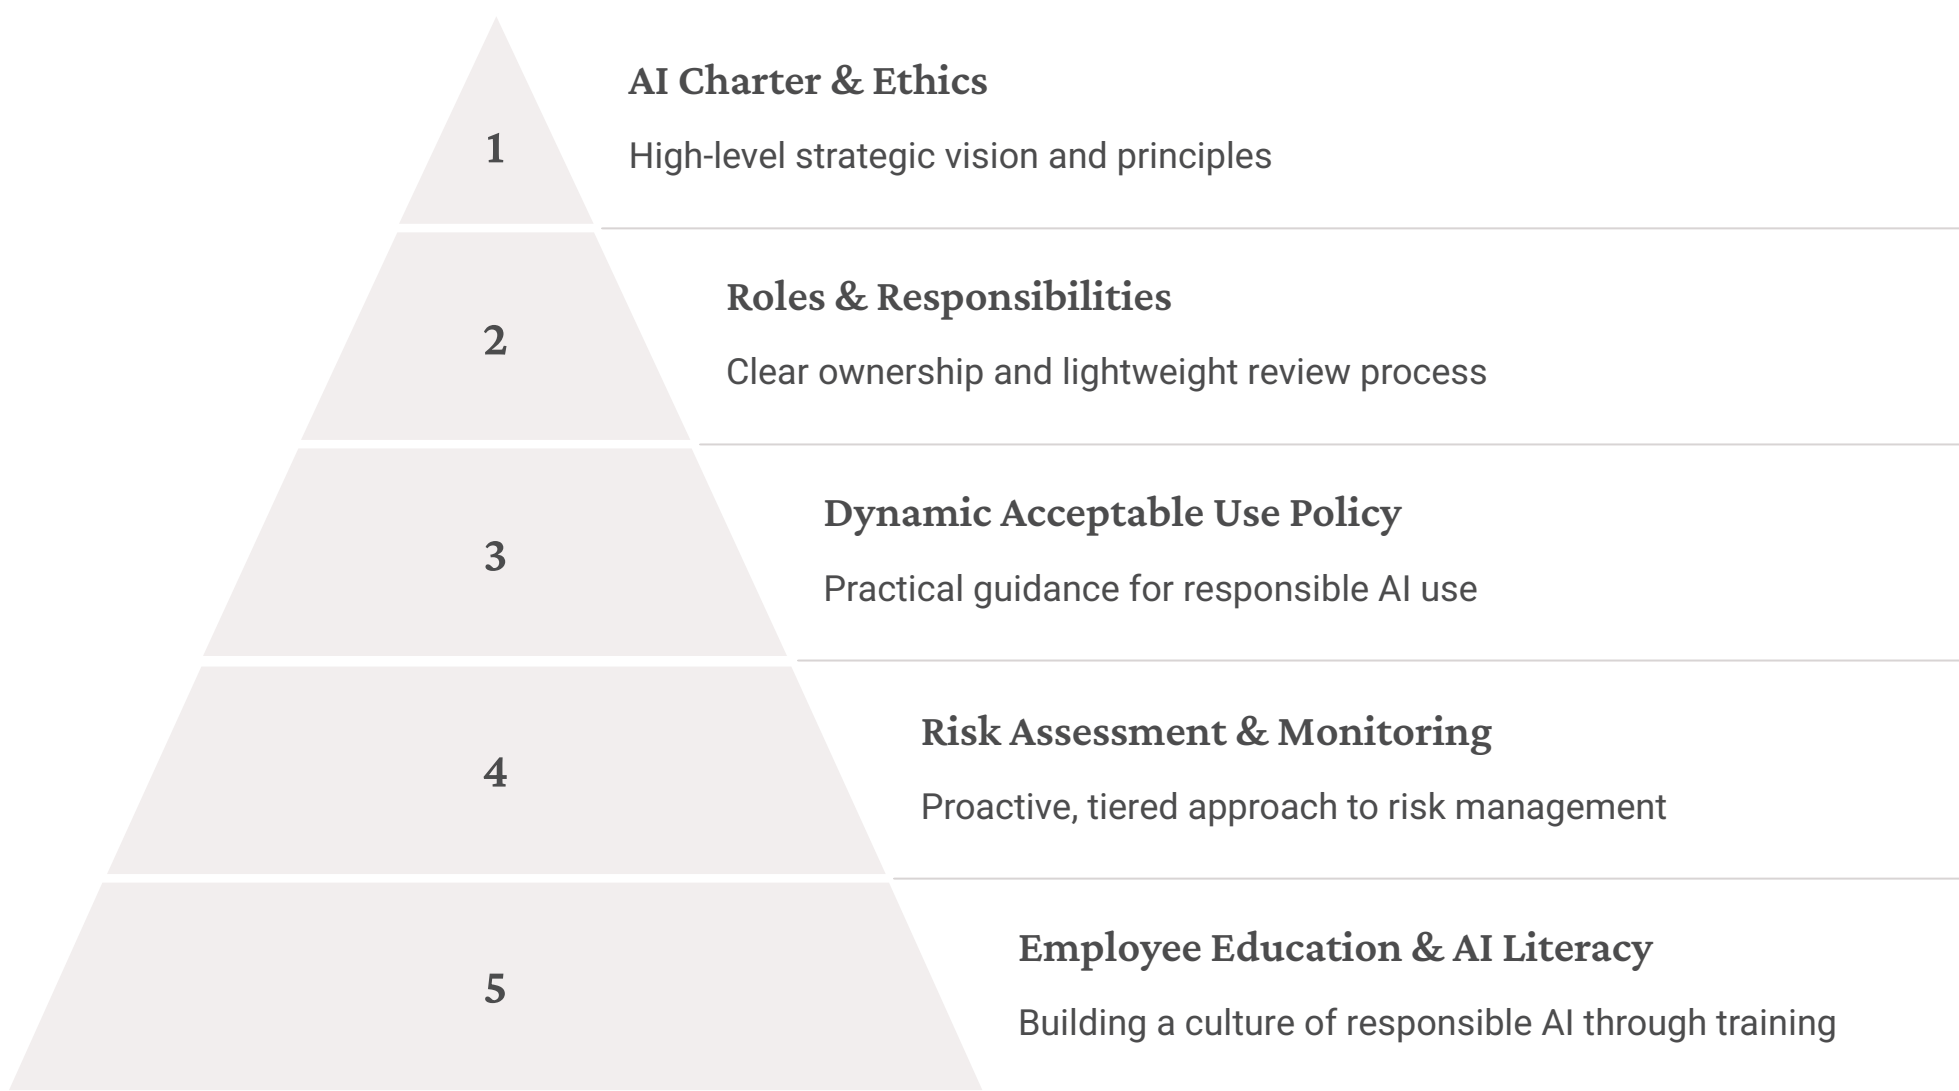 1
AI Charter & Ethics
High-level strategic vision and principles
2
Roles & Responsibilities
Clear ownership and lightweight review process
3
Dynamic Acceptable Use Policy
Practical guidance for responsible AI use
4
Risk Assessment & Monitoring
Proactive, tiered approach to risk management
5
Employee Education & AI Literacy
Building a culture of responsible AI through training